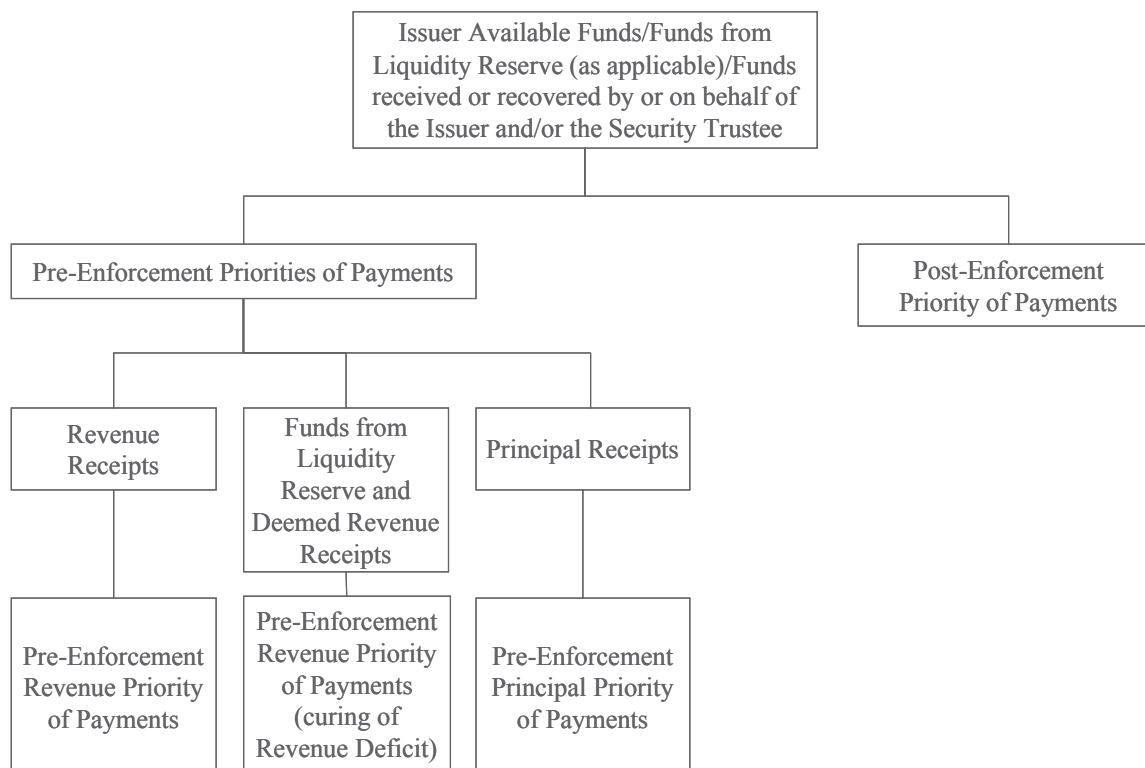 Issuer Available Funds/Funds from
Liquidity Reserve (as applicable)/Funds
received or recovered by or on behalf of
the Issuer and/or the Security Trustee
Pre-Enforcement Priorities of Payments
Post-Enforcement
Priority of Payments
Revenue
Receipts
Funds from
Liquidity
Reserve and
Deemed Revenue
Receipts
Principal Receipts
Pre-Enforcement
Revenue Priority
of Payments
Pre-Enforcement
Revenue Priority
of Payments
(curing of
Revenue Deficit)
Pre-Enforcement
Principal Priority
of Payments